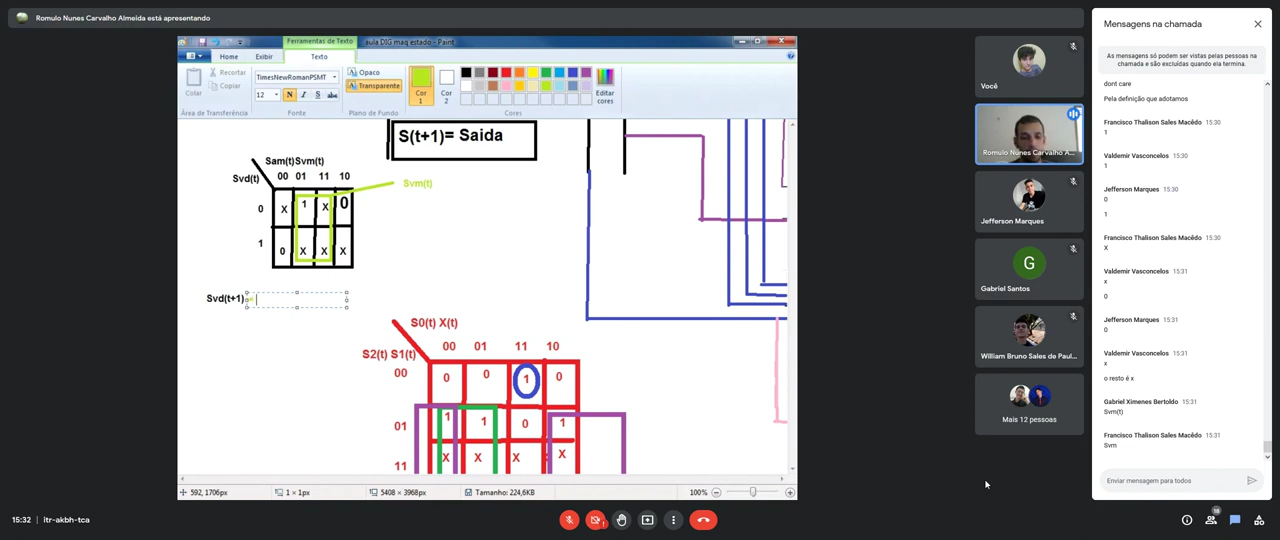 Romulo Nunes Carvalho Almeida está apresentando
Ferramentas de Texto
aula DIG maq estado - Paint
Home
Exibir
Texto
Colar
Recortar
Copiar
Área de Transferência
TimesNewRomanPSMT
12
N
I
S
abc
Fonte
Opaco
Transparente
Plano de Fundo
Cor 1
Cor 2
Editar cores
Cores
S(t+1)= Saida
Sam(t)Svm(t)
Svd(t)
00 01 11 10
Svm(t)
0 X 1 X 0
1 0 X X X
Svd(t+1)=
S0(t) X(t)
00 01 11 10
S2(t) S1(t)
00 0 0 1 0
01 1 1 0 1
11 X X X X
592, 1706px
1 × 1px
5408 × 3968px
Tamanho: 224,6KB
100%
15:32 | itr-akbh-tca
Você
Romulo Nunes Carvalho A...
Jefferson Marques
G
Gabriel Santos
William Bruno Sales de Paul...
Mais 12 pessoas
Mensagens na chamada
As mensagens só podem ser vistas pelas pessoas na
chamada e são excluídas quando ela termina.
dont care
Pela definição que adotamos
Francisco Thalison Sales Macêdo 15:30
1
Valdemir Vasconcelos 15:30
1
Jefferson Marques 15:30
0
1
Francisco Thalison Sales Macêdo 15:30
X
Valdemir Vasconcelos 15:31
x
0
Jefferson Marques 15:31
0
Valdemir Vasconcelos 15:31
x
o resto é x
Gabriel Ximenes Bertoldo 15:31
Svm(t)
Francisco Thalison Sales Macêdo 15:31
Svm
Enviar mensagem para todos
18